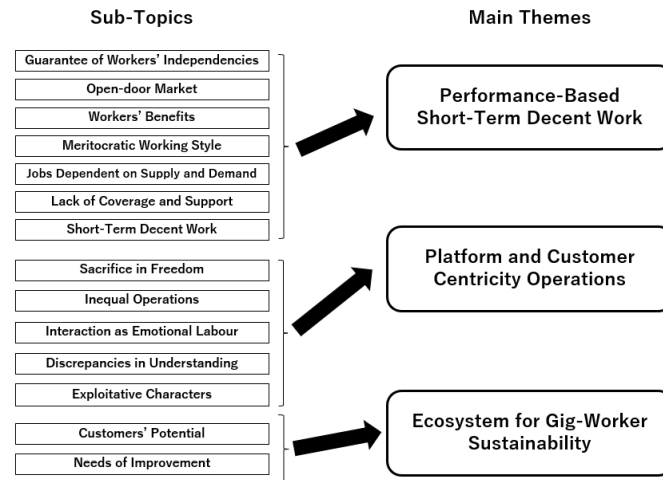 Sub-Topics
Main Themes
Guarantee of Workers' Independencies
Open-door Market
Workers' Benefits
Meritocratic Working Style
Jobs Dependent on Supply and Demand
Lack of Coverage and Support
Short-Term Decent Work
Performance-Based
Short-Term Decent Work
Sacrifice in Freedom
Inequal Operations
Interaction as Emotional Labour
Discrepancies in Understanding
Exploitative Characters
Platform and Customer
Centricity Operations
Customers' Potential
Needs of Improvement
Ecosystem for Gig-Worker
Sustainability